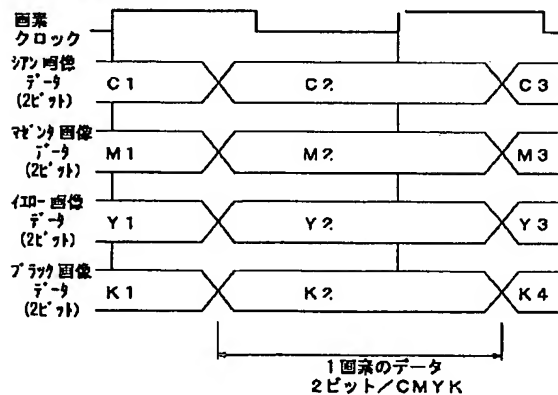 画素
クロック
シアン画像
データ
(2ビット)
C1 C2 C3
マゼンタ画像
データ
(2ビット)
M1 M2 M3
イエロー画像
データ
(2ビット)
Y1 Y2 Y3
ブラック画像
データ
(2ビット)
K1 K2 K4
1画素のデータ
2ビット/CMYK